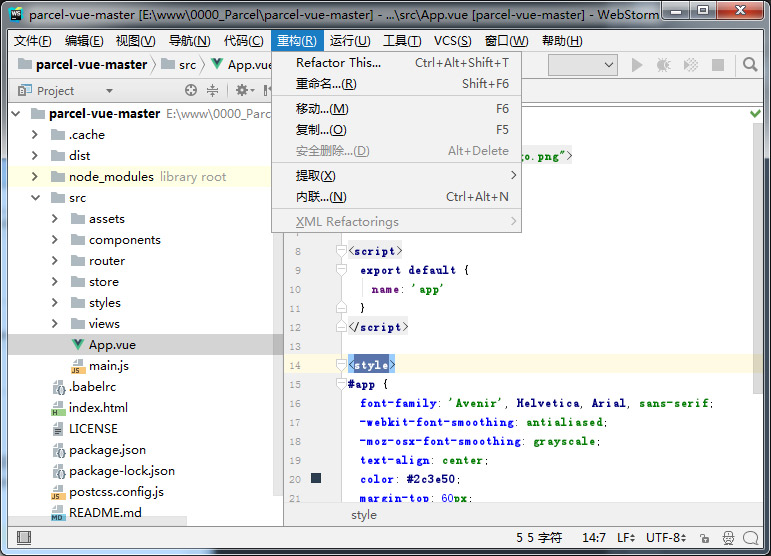 parcel-vue-master [E:\www\0000_Parcel\parcel-vue-master] - ...\src\App.vue [parcel-vue-master] - WebStorm
文件(F) 编辑(E) 视图(V) 导航(N) 代码(C) 重构(R) 运行(U) 工具(T) VCS(S) 窗口(W) 帮助(H)
parcel-vue-master src App.vue
Refactor This... Ctrl+Alt+Shift+T
重命名...(R) Shift+F6
移动...(M) F6
复制...(O) F5
安全删除...(D) Alt+Delete
提取(X)
内联...(N) Ctrl+Alt+N
XML Refactorings
Project
parcel-vue-master E:\www\0000_Parcel
.cache
dist
node_modules library root
src
assets
components
router
store
styles
views
App.vue
main.js
.babelrc
index.html
LICENSE
package.json
package-lock.json
postcss.config.js
README.md
go.png">
8 <script>
9 export default {
10 name: 'app'
11 }
12 </script>
13
14 <style>
15 #app {
16 font-family: 'Avenir', Helvetica, Arial, sans-serif;
17 -webkit-font-smoothing: antialiased;
18 -moz-osx-font-smoothing: grayscale;
19 text-align: center;
20 color: #2c3e50;
21 margin-top: 60px;
style
5 5 字符 14:7 LF UTF-8